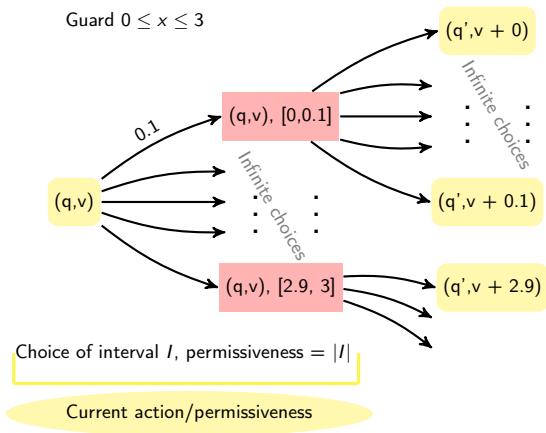 Guard 0 ≤ x ≤ 3
(q',v + 0)
(q,v), [0,0.1]
Infinite choices
0.1
Infinite choices
(q,v)
(q',v + 0.1)
(q,v), [2.9, 3]
(q',v + 2.9)
Choice of interval I, permissiveness = |I|
Current action/permissiveness